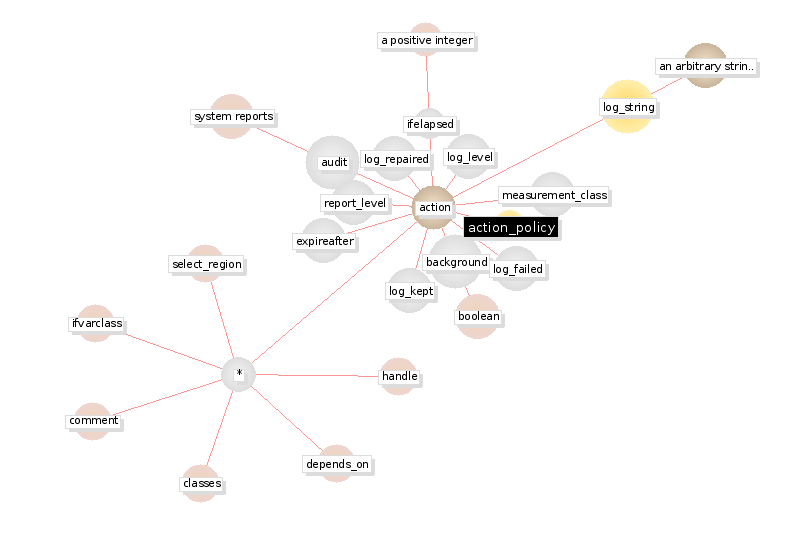 a positive integer
an arbitrary strin..
log_string
system reports
ifelapsed
audit
log_repaired
log_level
measurement_class
report_level
action
action_policy
expireafter
background
log_failed
select_region
log_kept
boolean
ifvarclass
*
handle
comment
depends_on
classes